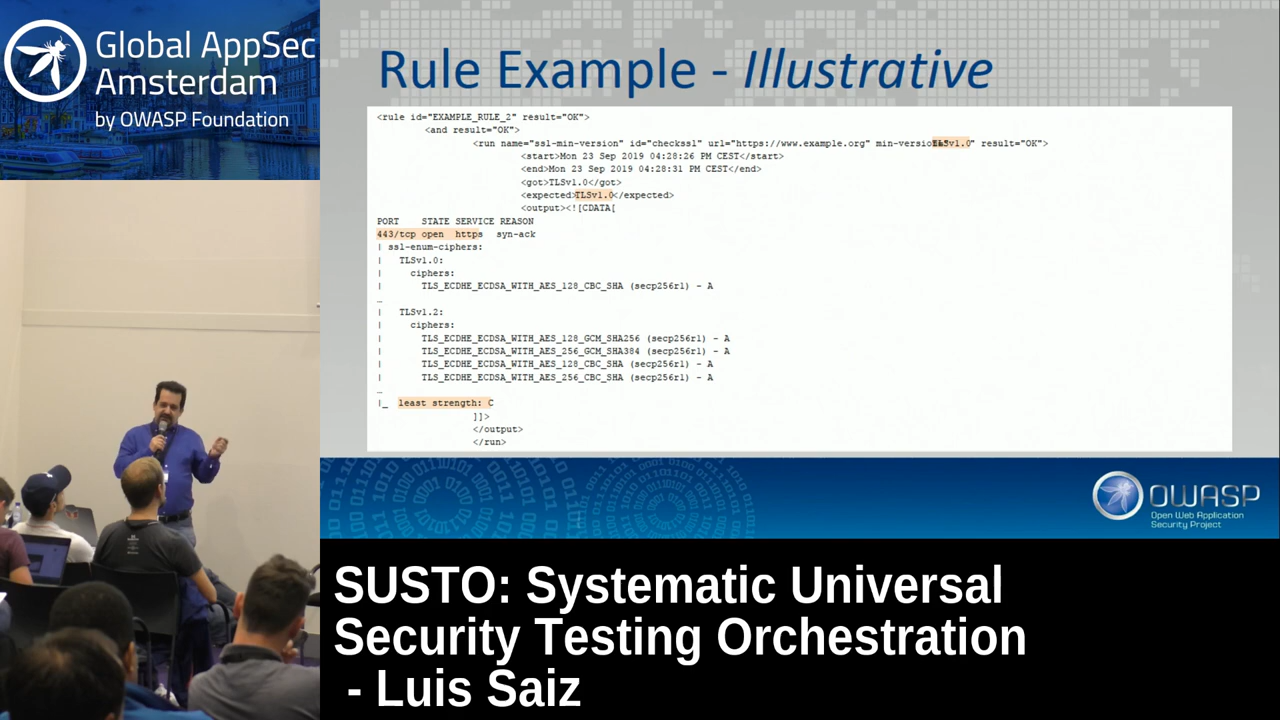 Global AppSec
Amsterdam
by OWASP Foundation
Rule Example - Illustrative
<rule id="EXAMPLE_RULE_2" result="OK">
<and result="OK">
<run name="ssl-min-version" id="checkssl" url="https://www.example.org" min-version TLSv1.0" result="OK">
<start>Mon 23 Sep 2019 04:28:26 PM CEST</start>
<end>Mon 23 Sep 2019 04:28:31 PM CEST</end>
<got>TLSv1.0</got>
<expected>TLSv1.0</expected>
<output><![CDATA[
PORT STATE SERVICE REASON
443/tcp open https syn-ack
| ssl-enum-ciphers:
| TLSv1.0:
| ciphers:
| TLS_ECDHE_ECDSA_WITH_AES_128_CBC_SHA (secp256r1) - A
…
| TLSv1.2:
| ciphers:
| TLS_ECDHE_ECDSA_WITH_AES_128_GCM_SHA256 (secp256r1) - A
| TLS_ECDHE_ECDSA_WITH_AES_256_GCM_SHA384 (secp256r1) - A
| TLS_ECDHE_ECDSA_WITH_AES_128_CBC_SHA (secp256r1) - A
| TLS_ECDHE_ECDSA_WITH_AES_256_CBC_SHA (secp256r1) - A
…
|_ least strength: C
]]>
</output>
</run>
OWASP
Open Web Application
Security Project
SUSTO: Systematic Universal
Security Testing Orchestration
- Luis Saiz